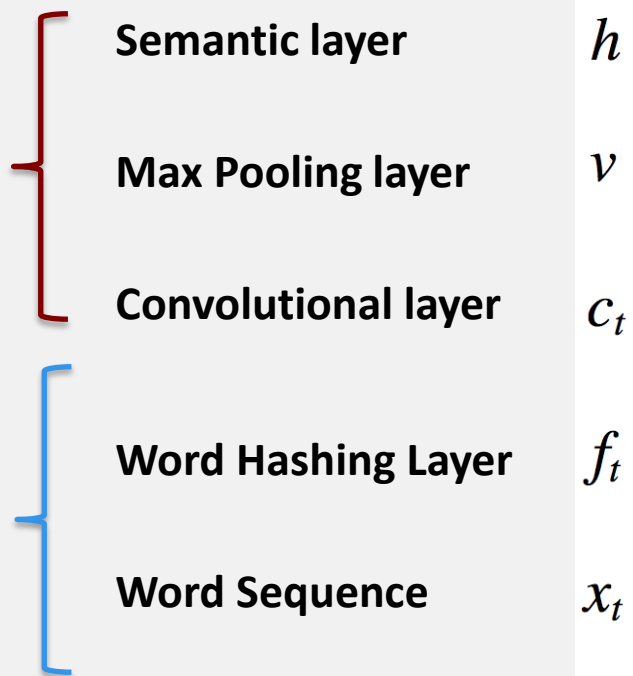 Semantic layer h
Max Pooling layer v
Convolutional layer c_t
Word Hashing Layer f_t
Word Sequence x_t